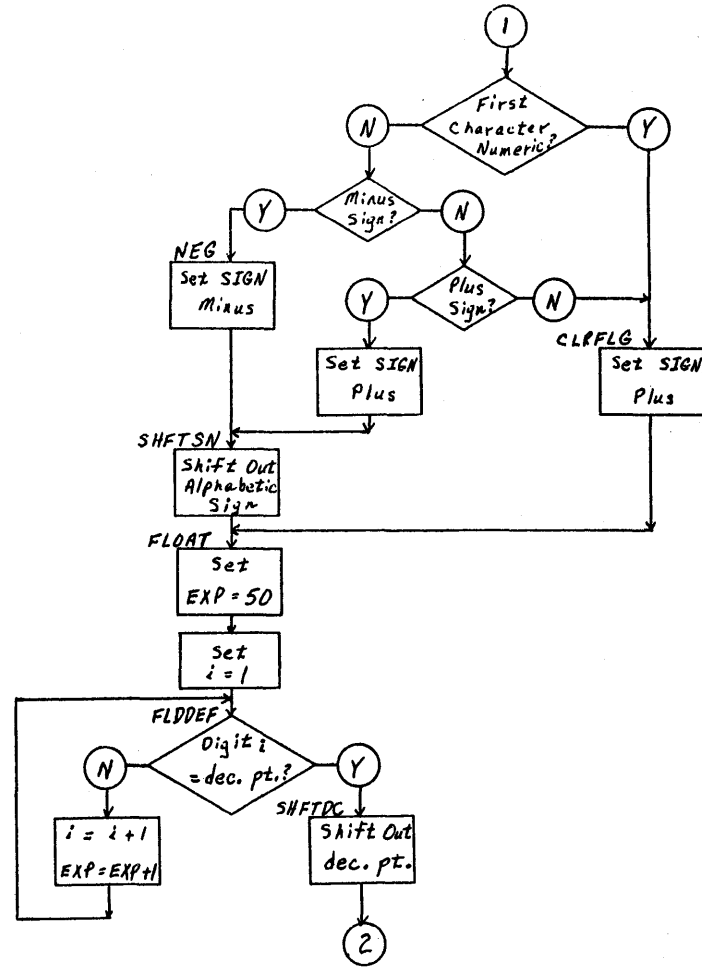 1
First
Character
Numeric?
N
Y
Minus
Sign?
Y
N
NEG
Set SIGN
Minus
Plus
Sign?
Y
N
CLRFLG
Set SIGN
Plus
Set SIGN
Plus
SHFTSN
Shift Out
Alphabetic
Sign
FLOAT
Set
EXP = 50
Set
i = 1
FLDDEF
Digit i
= dec. pt.?
N
Y
SHFTDC
i = i + 1
EXP = EXP+1
Shift Out
dec. pt.
2